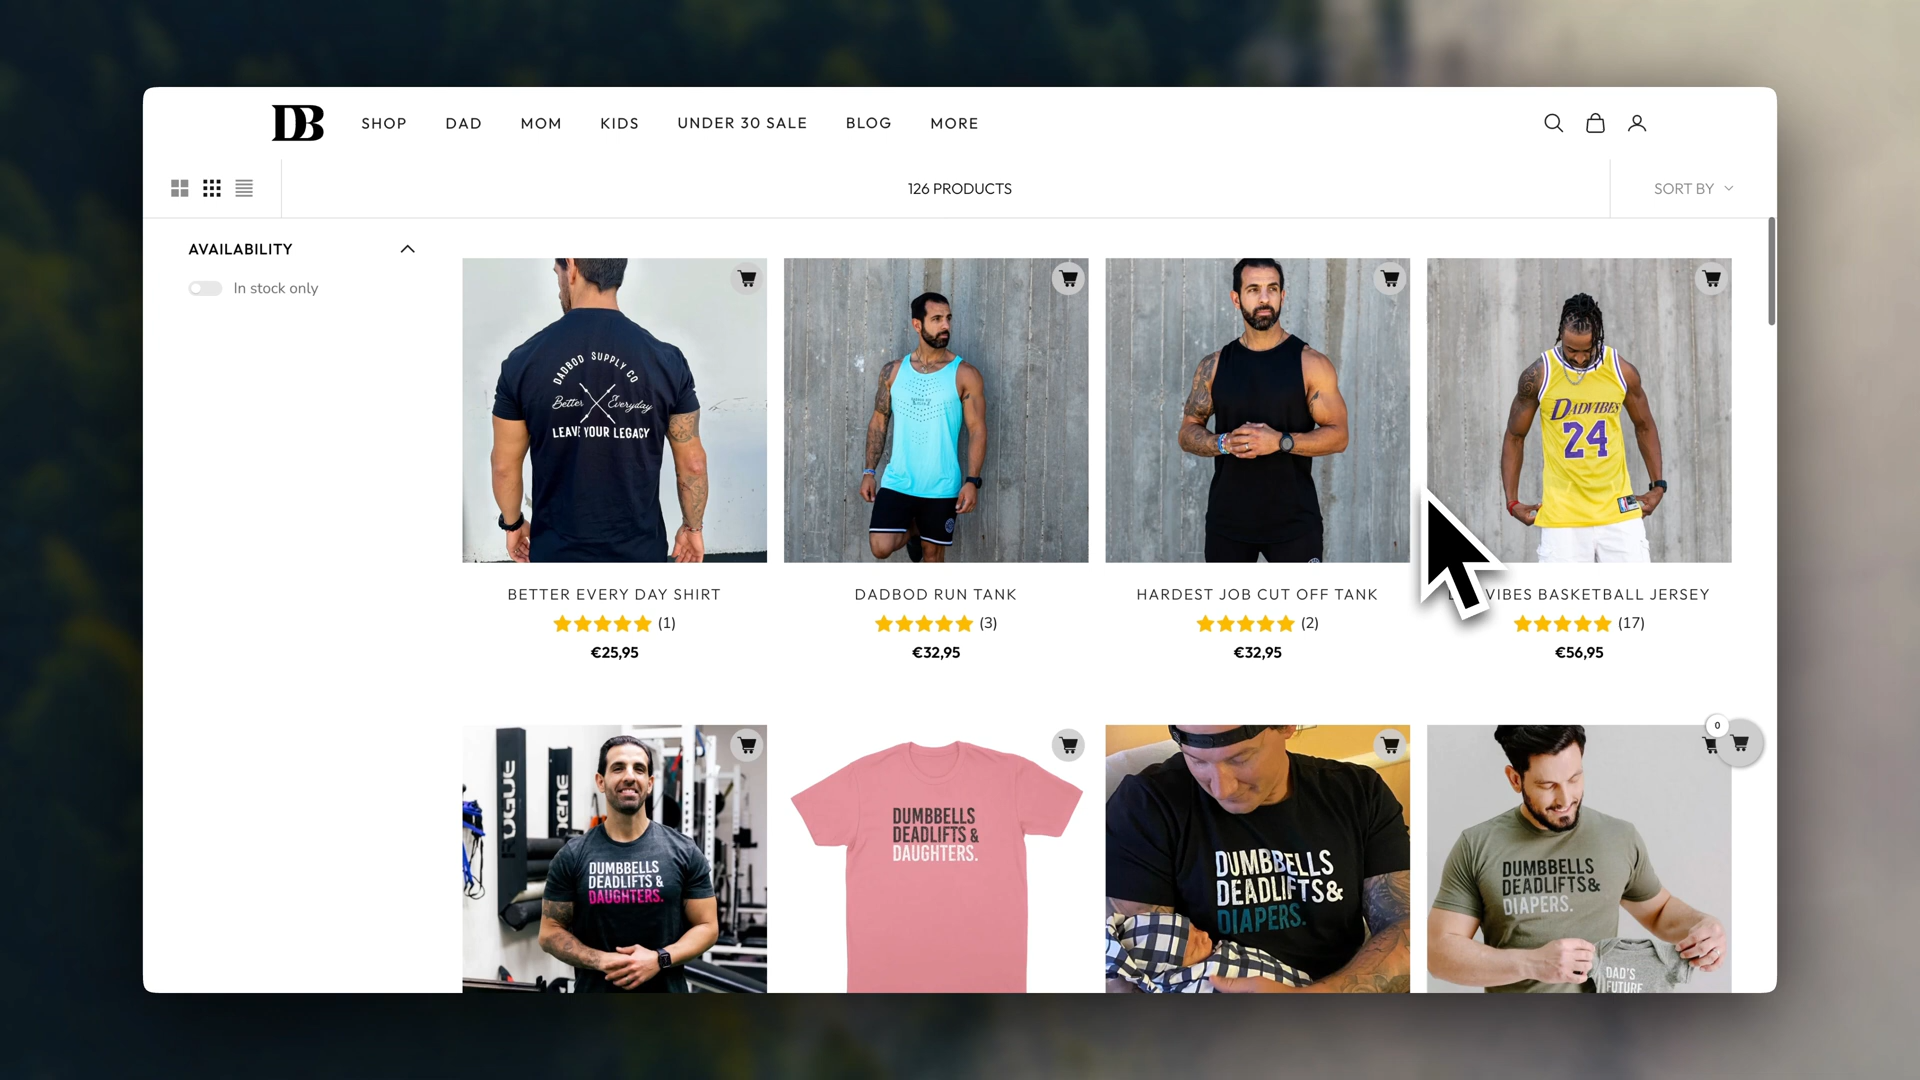 DB
SHOP
DAD
MOM
KIDS
UNDER 30 SALE
BLOG
MORE
126 PRODUCTS
SORT BY
AVAILABILITY
In stock only
DADBOD SUPPLY CO
Better Everyday
LEAVE YOUR LEGACY
DADVIBES
24
BETTER EVERY DAY SHIRT
DADBOD RUN TANK
HARDEST JOB CUT OFF TANK
VIBES BASKETBALL JERSEY
(1)
(3)
(2)
(17)
€25,95
€32,95
€32,95
€56,95
0
ROGUE
DUMBBELLS
DEADLIFTS &
DAUGHTERS.
DUMBBELLS
DEADLIFTS &
DAUGHTERS.
DUMBBELLS
DEADLIFTS&
DIAPERS.
DUMBBELLS
DEADLIFTS&
DIAPERS.
DAD'S
FUTURE